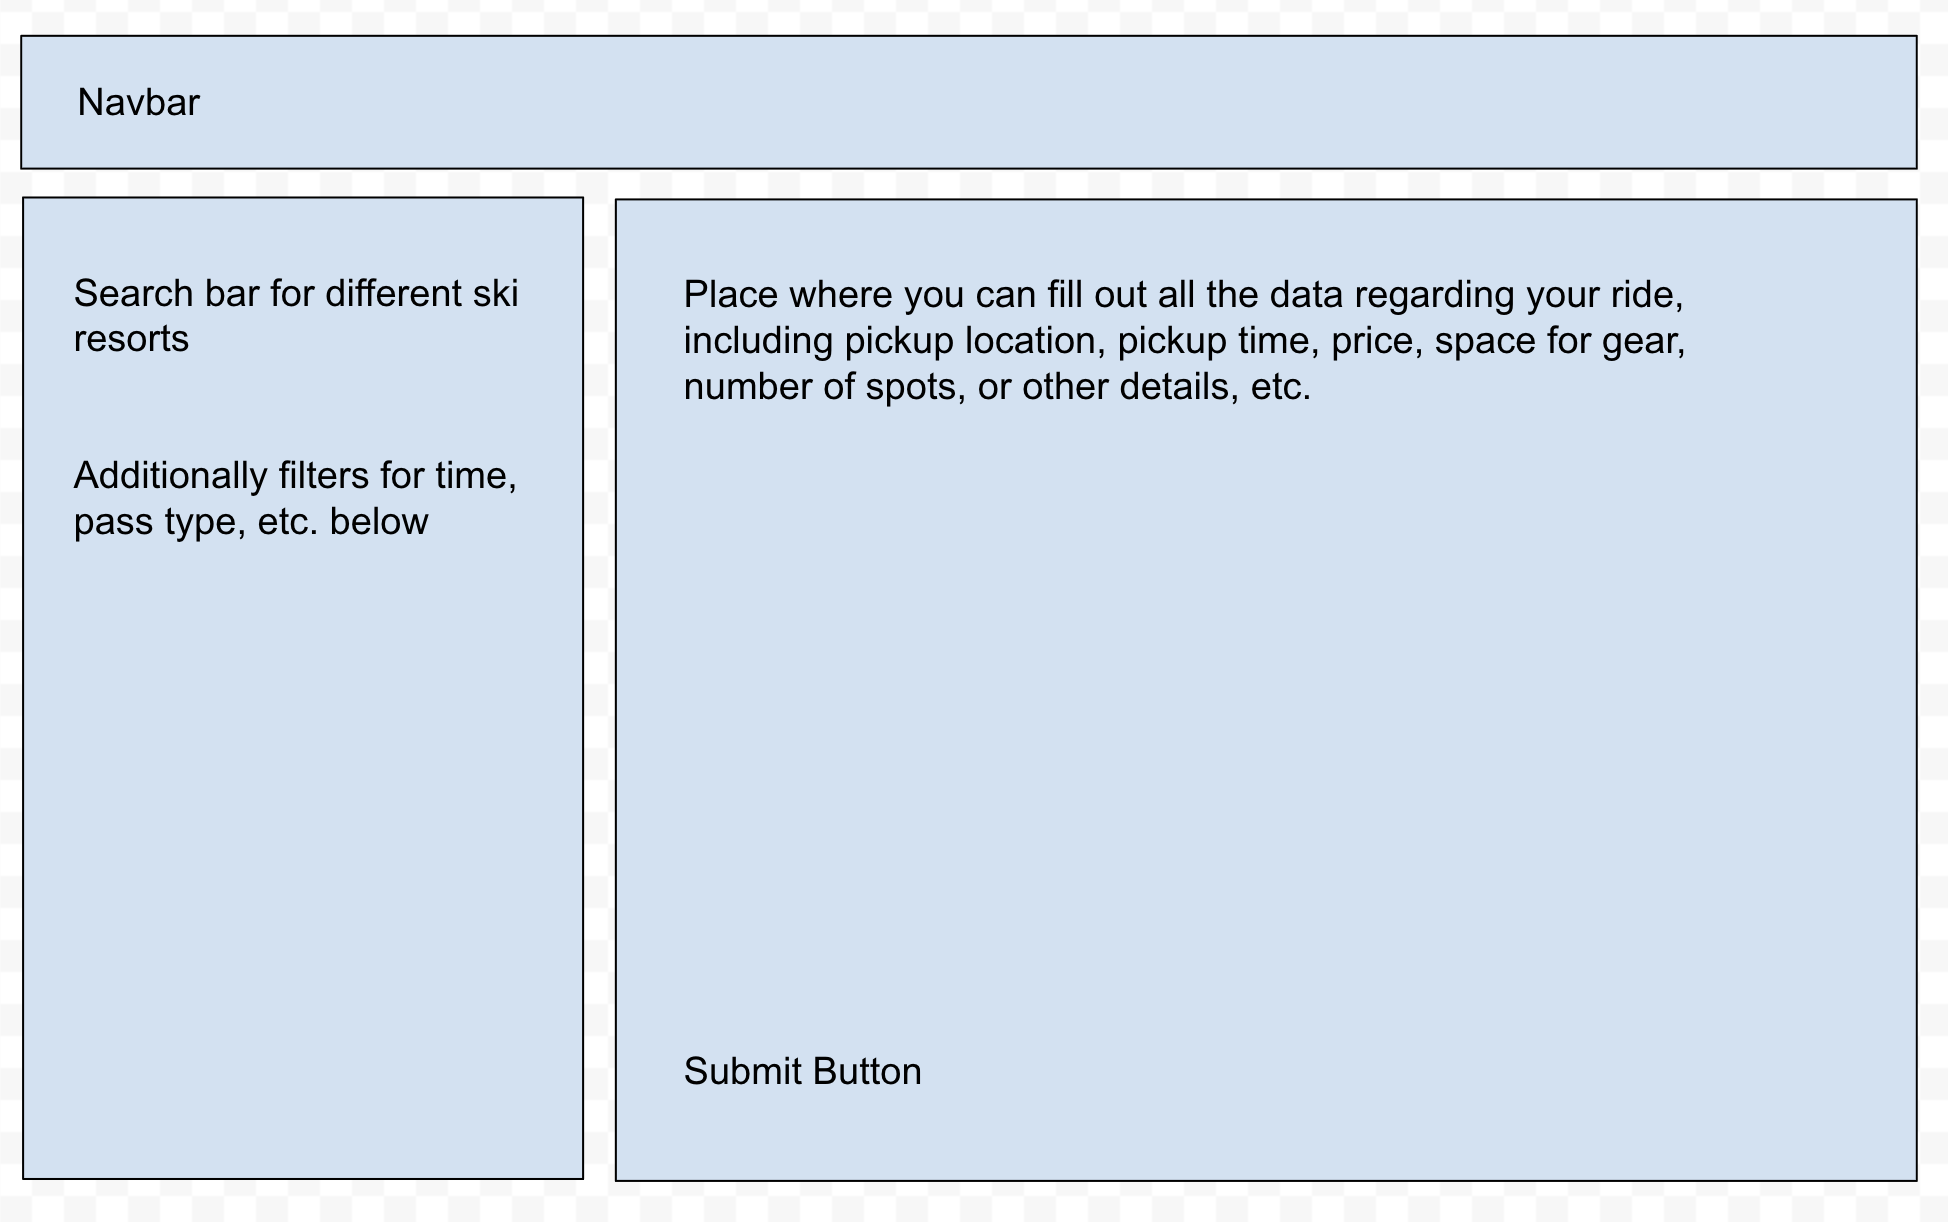 Navbar
Search bar for different ski
resorts
Additionally filters for time,
pass type, etc. below
Place where you can fill out all the data regarding your ride,
including pickup location, pickup time, price, space for gear,
number of spots, or other details, etc.
Submit Button